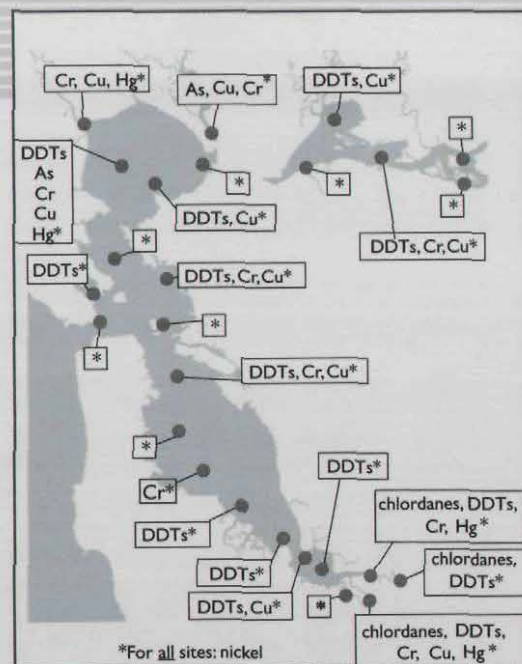 Cr, Cu, Hg*
As, Cu, Cr*
DDTs, Cu*
*
DDTs
As
Cr
Cu
Hg*
*
*
*
DDTs, Cu*
DDTs, Cr, Cu*
*
DDTs*
DDTs, Cr, Cu*
*
*
DDTs, Cr, Cu*
*
Cr*
DDTs*
DDTs*
chlordanes, DDTs,
Cr, Hg*
DDTs*
chlordanes,
DDTs*
DDTs, Cu*
*
chlordanes, DDTs,
Cr, Cu, Hg*
*For all sites: nickel